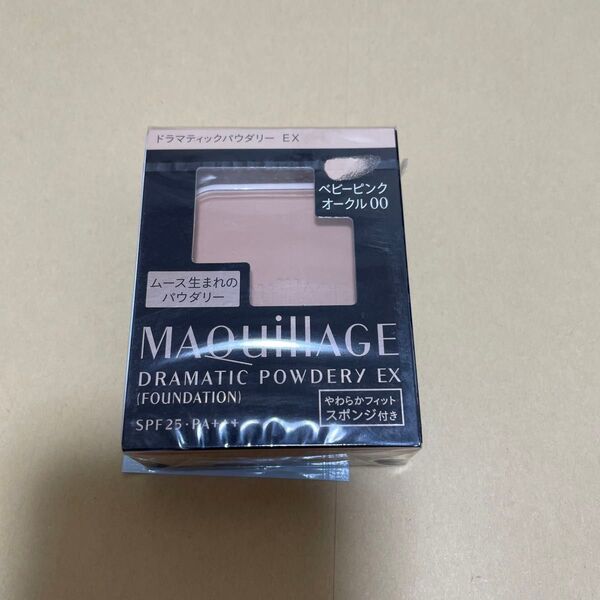 ドラマティックパウダリー EX
ベビーピンク
オークル00
ムース生まれの
パウダリー
MAQuillAGE
DRAMATIC POWDERY EX
(FOUNDATION)
SPF25・PA+++
やわらかフィット
スポンジ付き